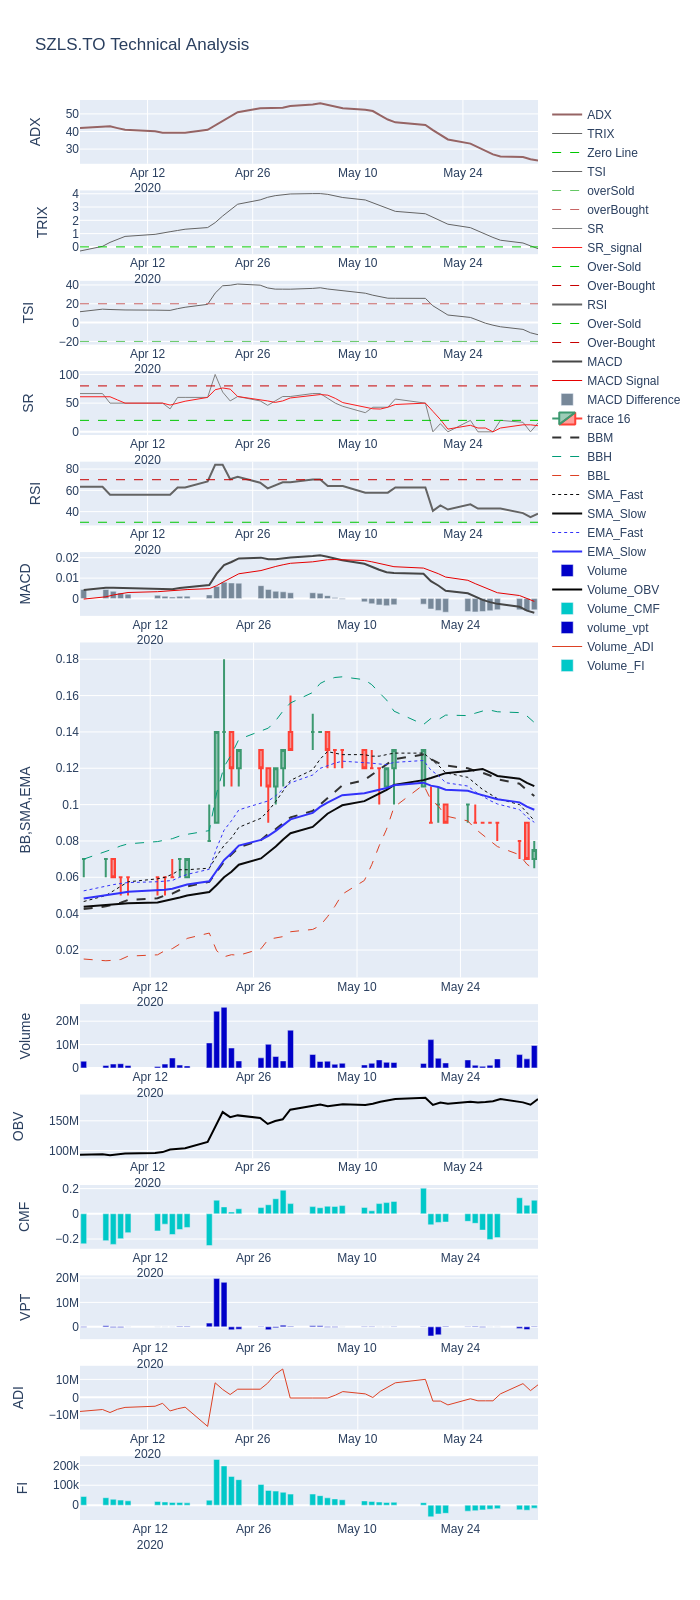 SZLS.TO Technical Analysis
ADX
50
40
30
Apr 12
2020
Apr 26
May 10
May 24
TRIX
4
3
2
1
0
Apr 12
2020
Apr 26
May 10
May 24
TSI
40
20
0
−20
Apr 12
2020
Apr 26
May 10
May 24
SR
100
50
0
Apr 12
2020
Apr 26
May 10
May 24
RSI
80
60
40
Apr 12
2020
Apr 26
May 10
May 24
MACD
0.02
0.01
0
Apr 12
2020
Apr 26
May 10
May 24
BB,SMA,EMA
0.18
0.16
0.14
0.12
0.1
0.08
0.06
0.04
0.02
Apr 12
2020
Apr 26
May 10
May 24
Volume
20M
10M
0
Apr 12
2020
Apr 26
May 10
May 24
OBV
150M
100M
Apr 12
2020
Apr 26
May 10
May 24
CMF
0.2
0
−0.2
Apr 12
2020
Apr 26
May 10
May 24
VPT
20M
10M
0
Apr 12
2020
Apr 26
May 10
May 24
ADI
10M
0
−10M
Apr 12
2020
Apr 26
May 10
May 24
FI
200k
100k
0
Apr 12
2020
Apr 26
May 10
May 24
ADX
TRIX
Zero Line
TSI
overSold
overBought
SR
SR_signal
Over-Sold
Over-Bought
RSI
Over-Sold
Over-Bought
MACD
MACD Signal
MACD Difference
trace 16
BBM
BBH
BBL
SMA_Fast
SMA_Slow
EMA_Fast
EMA_Slow
Volume
Volume_OBV
Volume_CMF
volume_vpt
Volume_ADI
Volume_FI